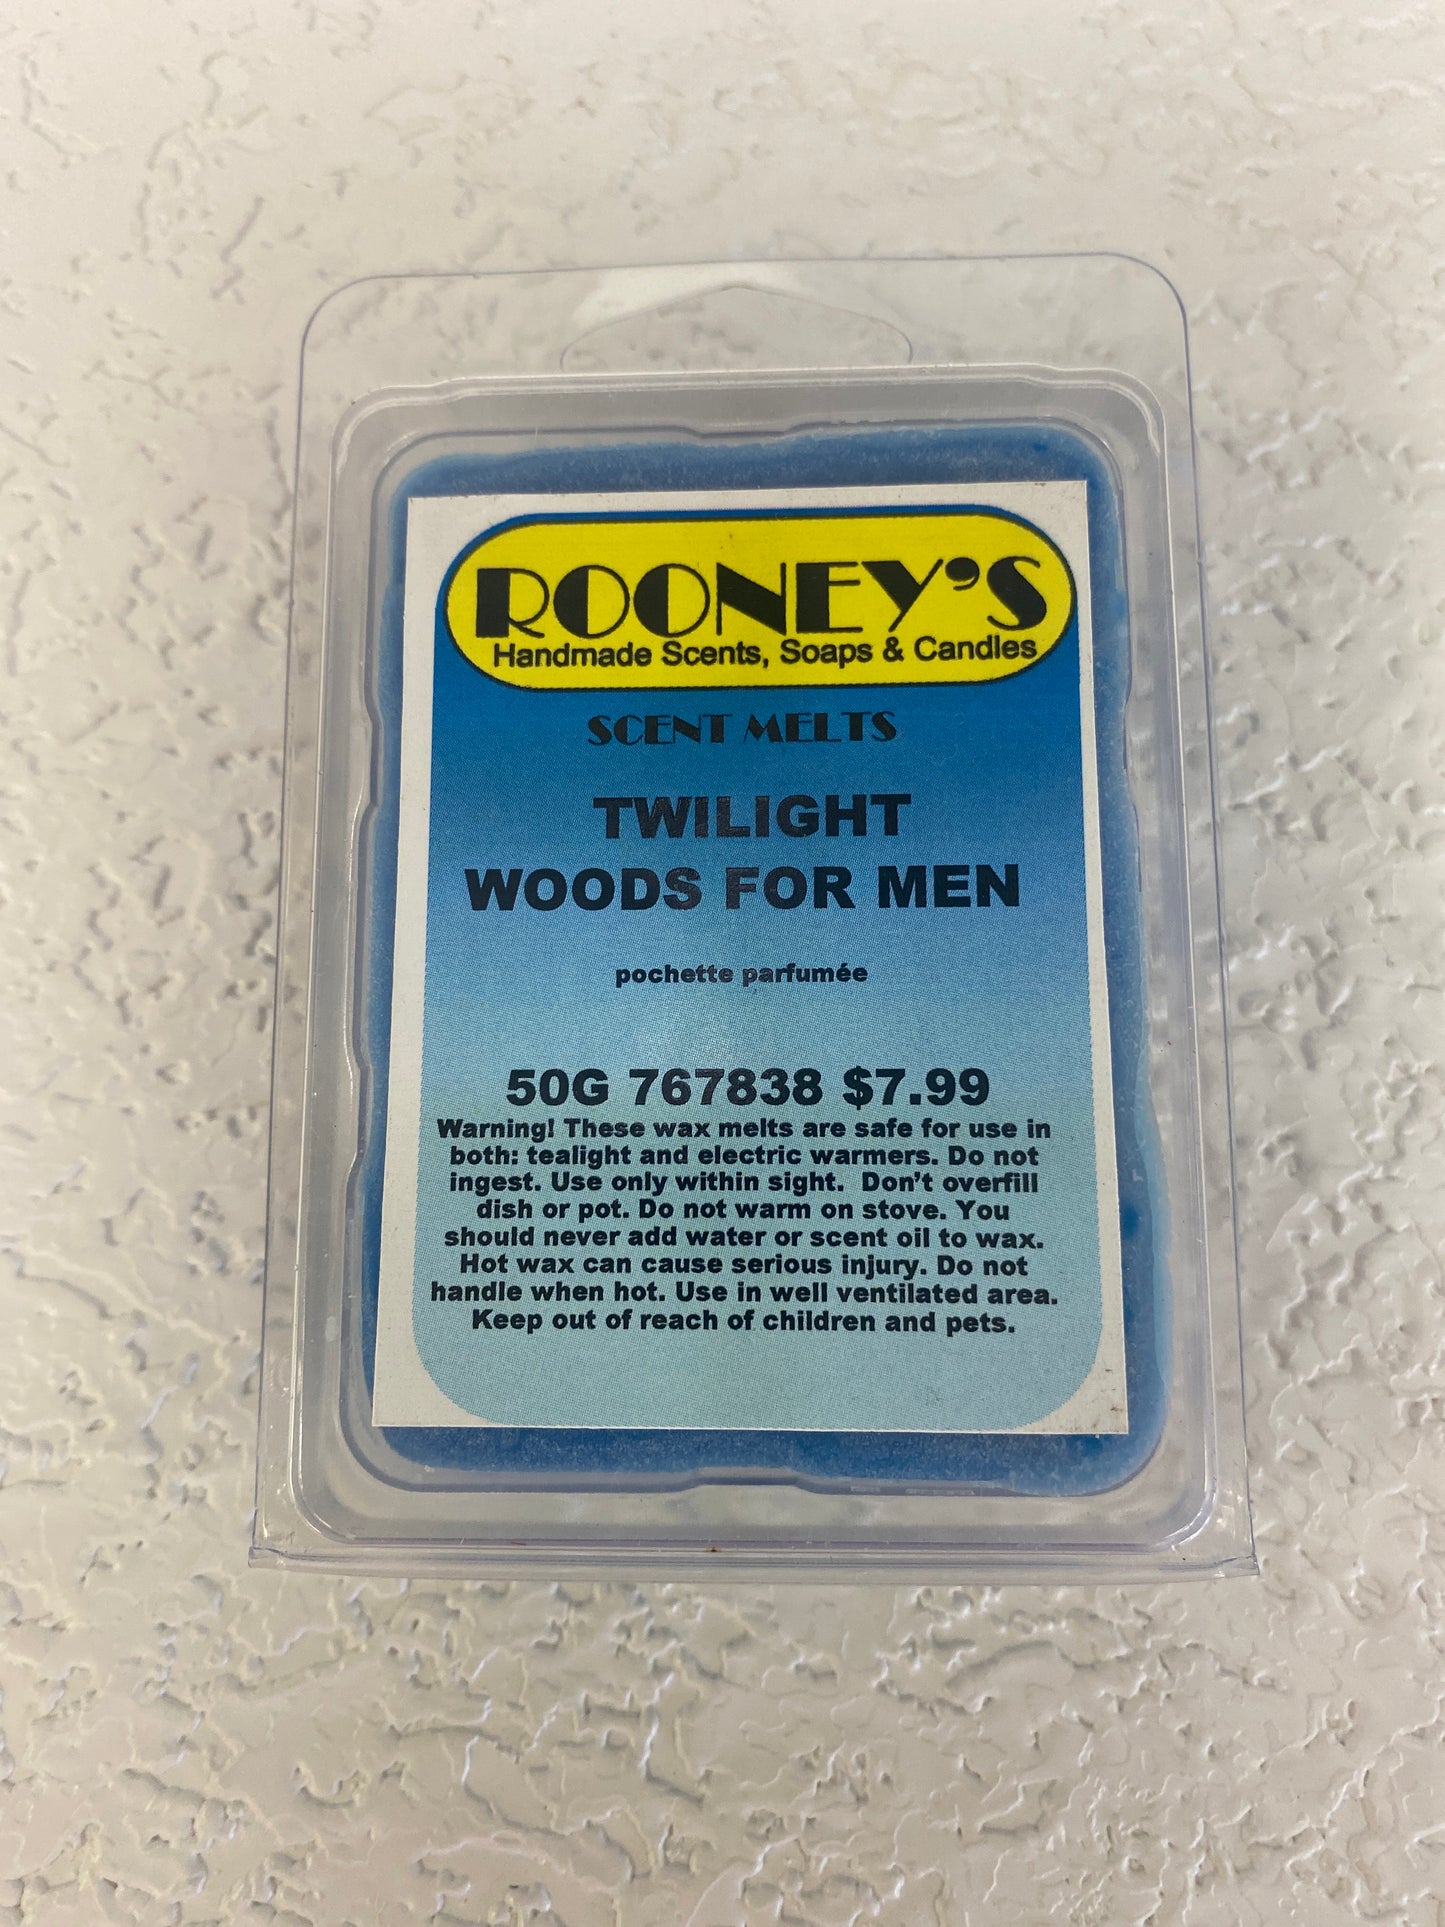 ROONEY'S
Handmade Scents, Soaps & Candles
SCENT MELTS
TWILIGHT
WOODS FOR MEN
pochette parfumée
50G 767838 $7.99
Warning! These wax melts are safe for use in
both: tealight and electric warmers. Do not
ingest. Use only within sight.  Don't overfill
dish or pot. Do not warm on stove. You
should never add water or scent oil to wax.
Hot wax can cause serious injury. Do not
handle when hot. Use in well ventilated area.
Keep out of reach of children and pets.